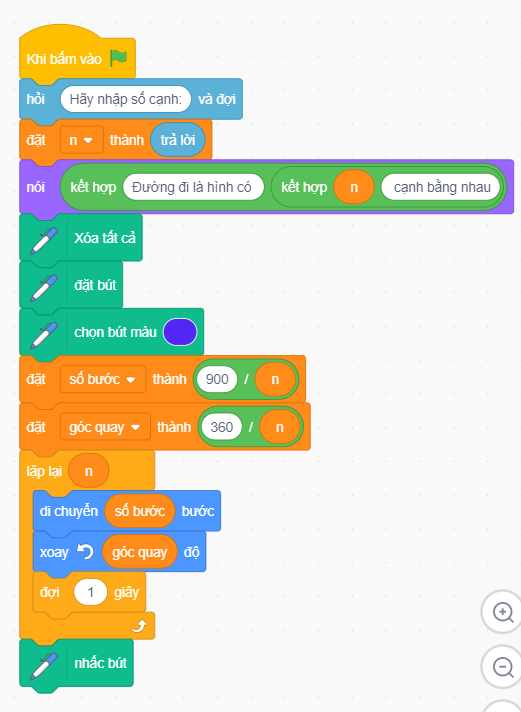 Khi bấm vào
hỏi Hãy nhập số cạnh: và đợi
đặt n thành trả lời
nói kết hợp Đường đi là hình có kết hợp n cạnh bằng nhau
Xóa tất cả
đặt bút
chọn bút màu
đặt số bước thành 900 / n
đặt góc quay thành 360 / n
lặp lại n
di chuyển số bước bước
xoay góc quay độ
đợi 1 giây
nhấc bút